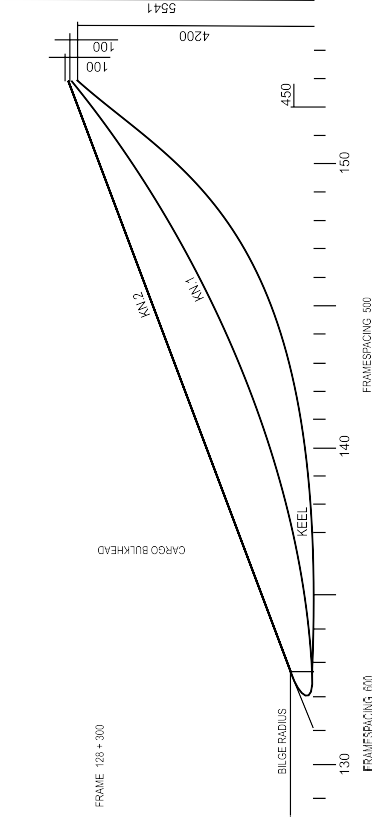 5541
4200
100
100
450
150
KN.2
KN.1
FRAMESPACING 500
140
KEEL
CARGO BULKHEAD
BILGE RADIUS
FRAME 128 + 300
130
FRAMESPACING 600